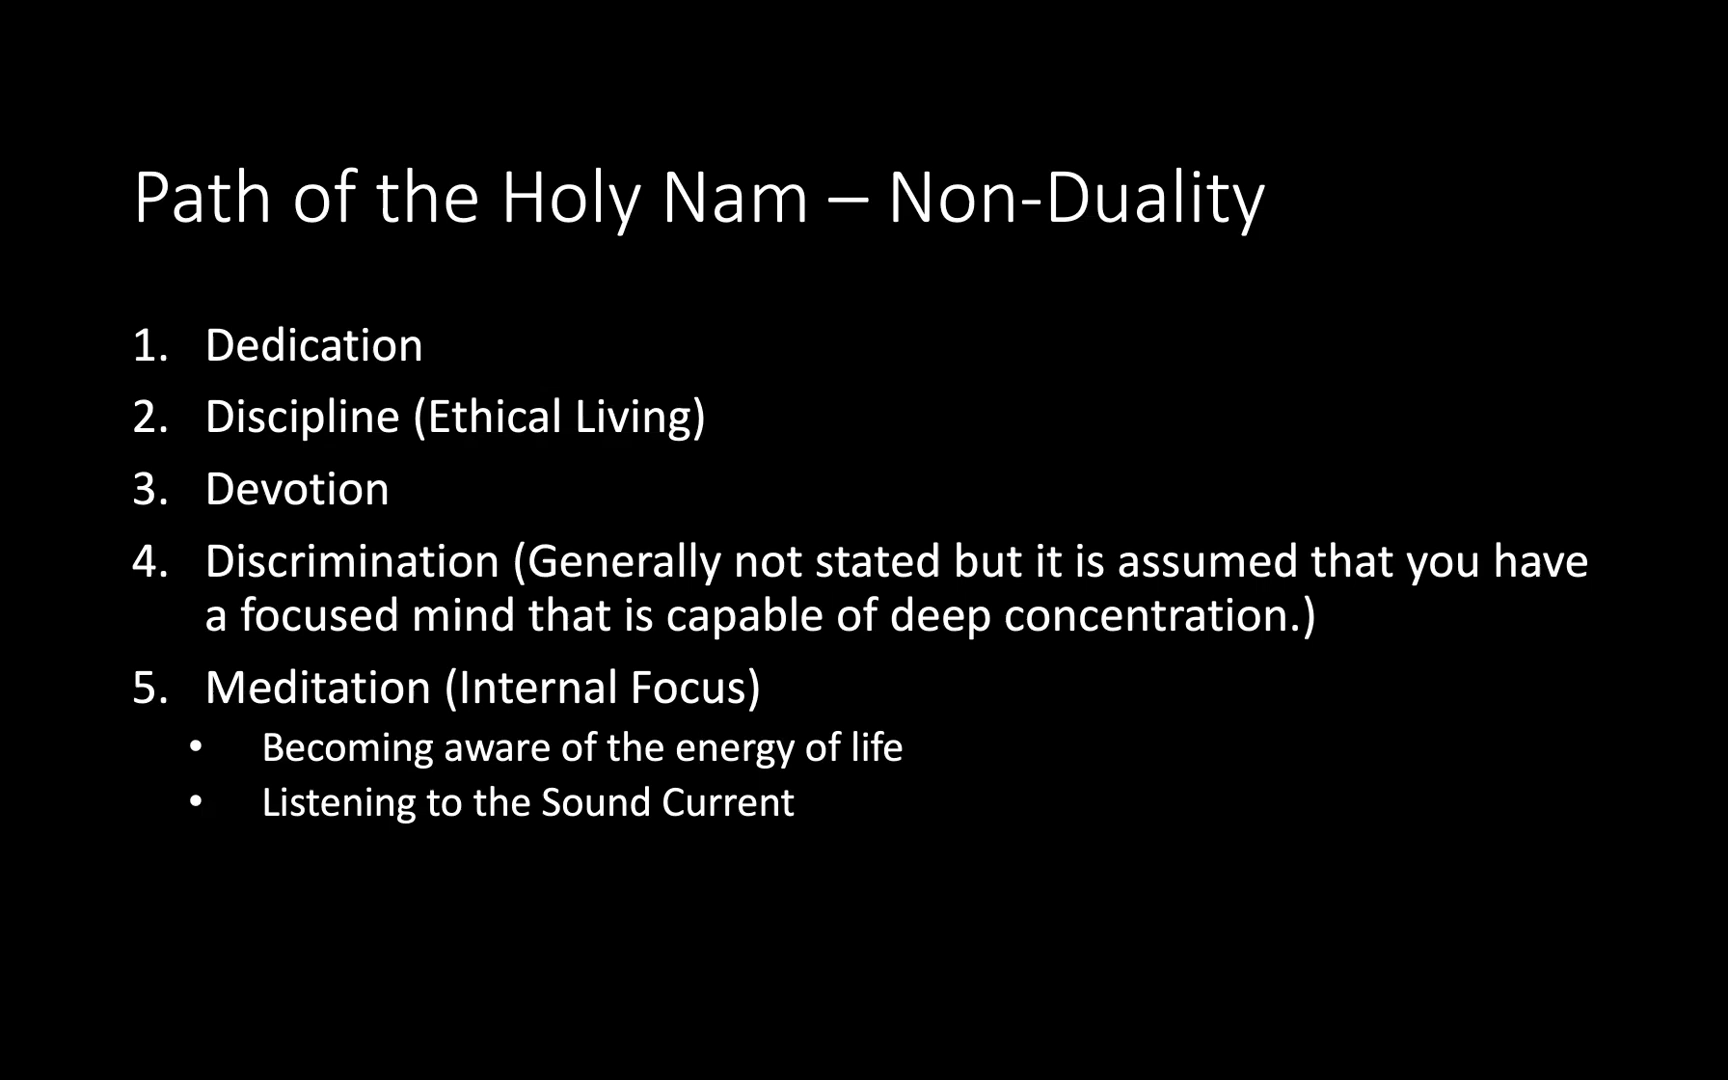 Path of the Holy Nam – Non-Duality
1. Dedication
2. Discipline (Ethical Living)
3. Devotion
4. Discrimination (Generally not stated but it is assumed that you have
a focused mind that is capable of deep concentration.)
5. Meditation (Internal Focus)
• Becoming aware of the energy of life
• Listening to the Sound Current